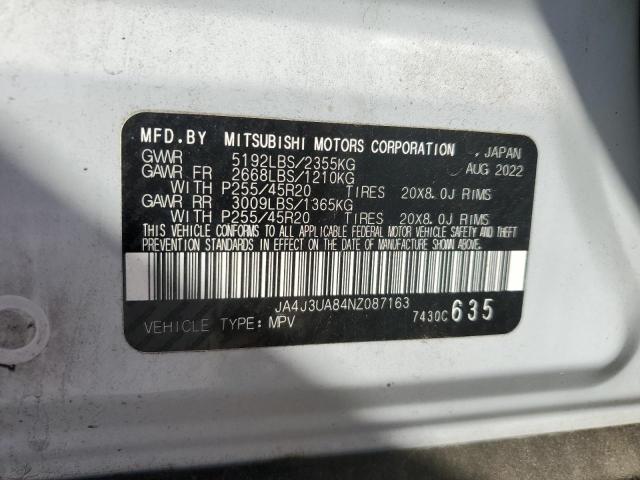 MFD.BY MITSUBISHI MOTORS CORPORATION , JAPAN
GVWR 5192LBS/2355KG AUG 2022
GAWR FR 2668LBS/1210KG
WITH P255/45R20 TIRES 20X8.0J RIMS
GAWR RR 3009LBS/1365KG
WITH P255/45R20 TIRES 20X8.0J RIMS
THIS VEHICLE CONFORMS TO ALL APPLICABLE FEDERAL MOTOR VEHICLE SAFETY AND THEFT
PREVENTION STANDARDS IN EFFECT ON THE DATE OF MANUFACTURE SHOWN ABOVE.
JA4J3UA84NZ087163
VEHICLE TYPE: MPV 7430C 635